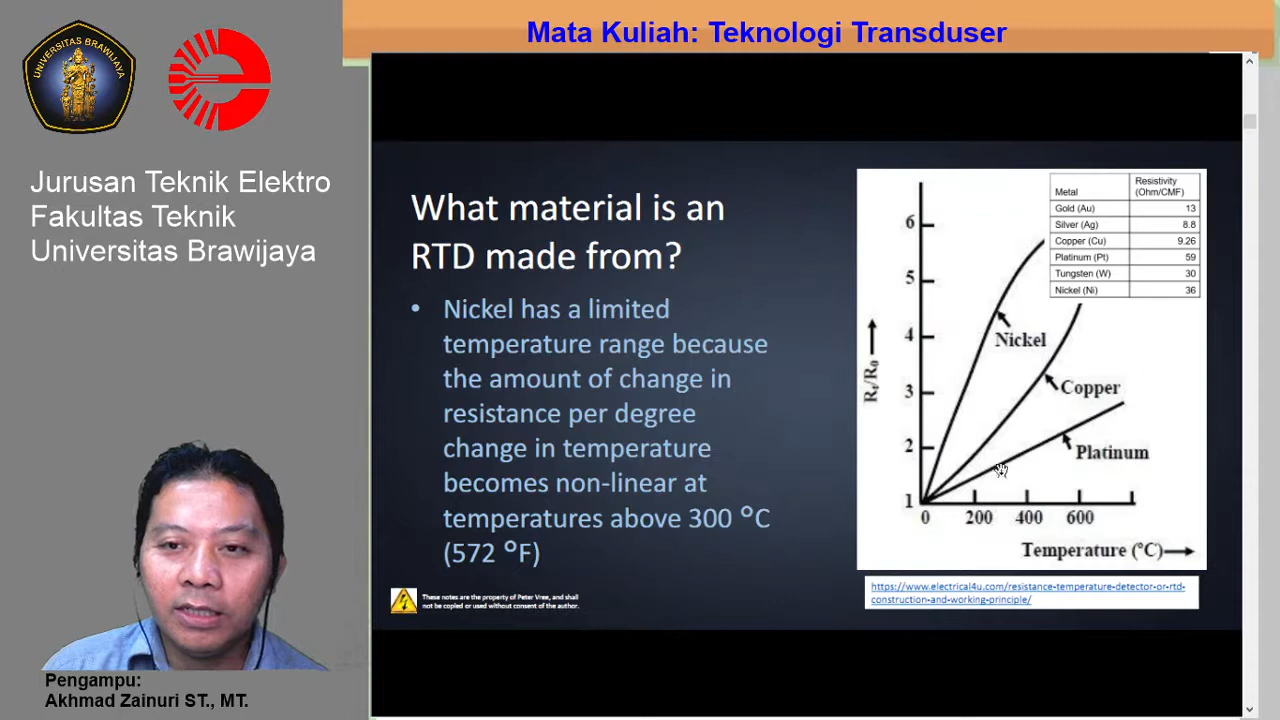 Mata Kuliah: Teknologi Transduser
UNIVERSITAS BRAWIJAYA
Jurusan Teknik Elektro
Fakultas Teknik
Universitas Brawijaya
What material is an
RTD made from?
• Nickel has a limited
temperature range because
the amount of change in
resistance per degree
change in temperature
becomes non-linear at
temperatures above 300 °C
(572 °F)
These notes are the property of Peter Vree, and shall
not be copied or used without consent of the author.
Metal Resistivity (Ohm/CMF)
Gold (Au) 13
Silver (Ag) 8.8
Copper (Cu) 9.26
Platinum (Pt) 59
Tungsten (W) 30
Nickel (Ni) 36
6
5
4
3
2
1
Rt/R0
Nickel
Copper
Platinum
0 200 400 600
Temperature (°C)
https://www.electrical4u.com/resistance-temperature-detector-or-rtd-
construction-and-working-principle/
Pengampu:
Akhmad Zainuri ST., MT.